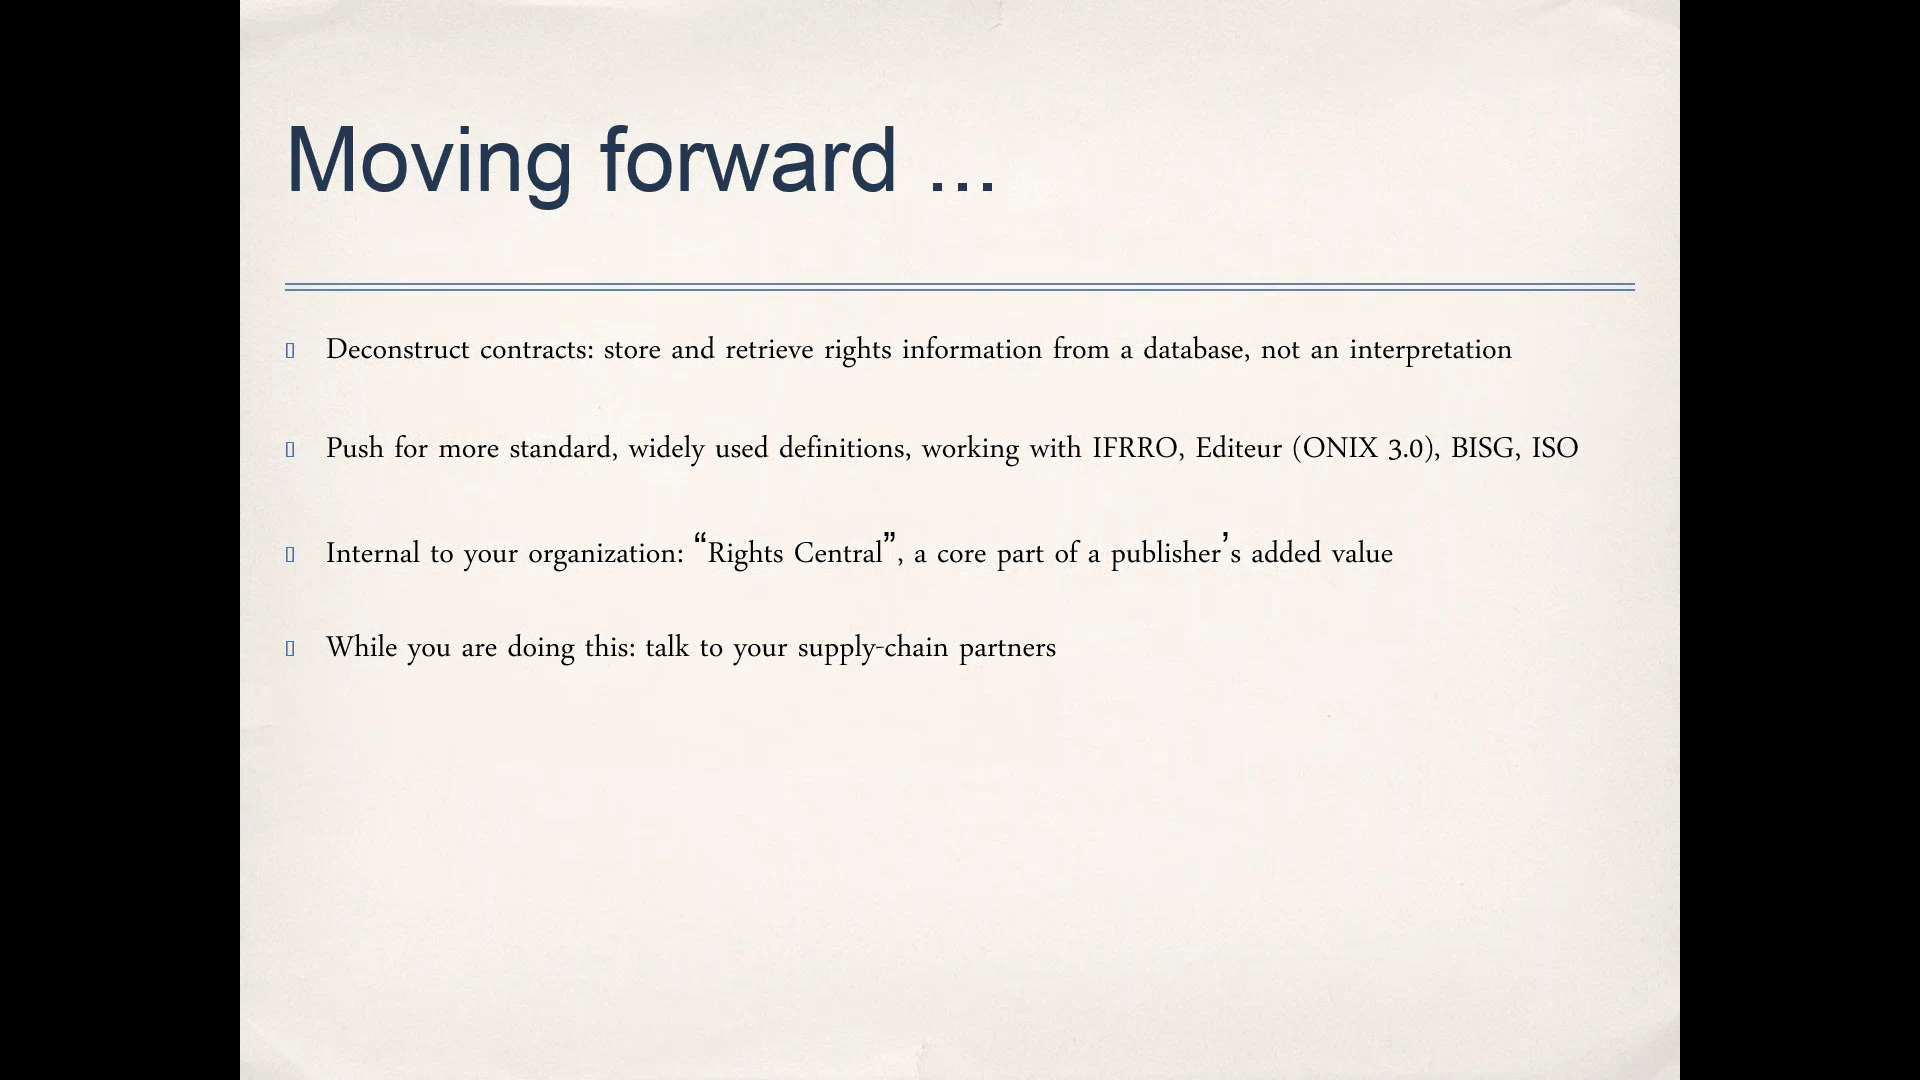 Moving forward ...
Deconstruct contracts: store and retrieve rights information from a database, not an interpretation
Push for more standard, widely used definitions, working with IFRRO, Editeur (ONIX 3.0), BISG, ISO
Internal to your organization: “Rights Central”, a core part of a publisher’s added value
While you are doing this: talk to your supply-chain partners